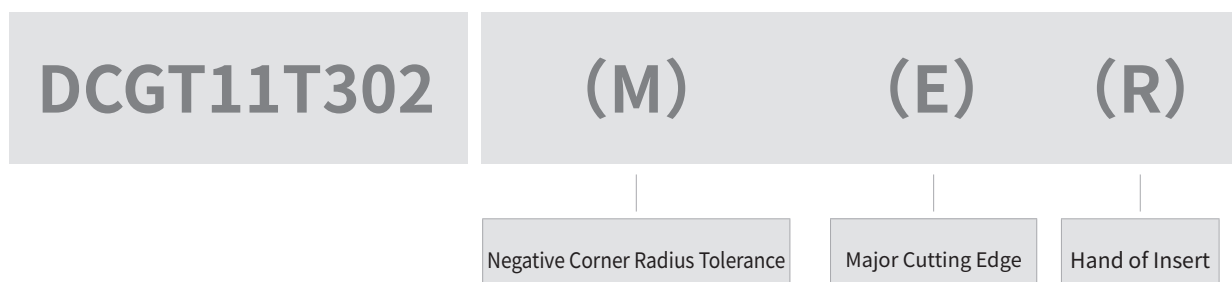 DCGT11T302 (M) (E) (R)
Negative Corner Radius Tolerance Major Cutting Edge Hand of Insert